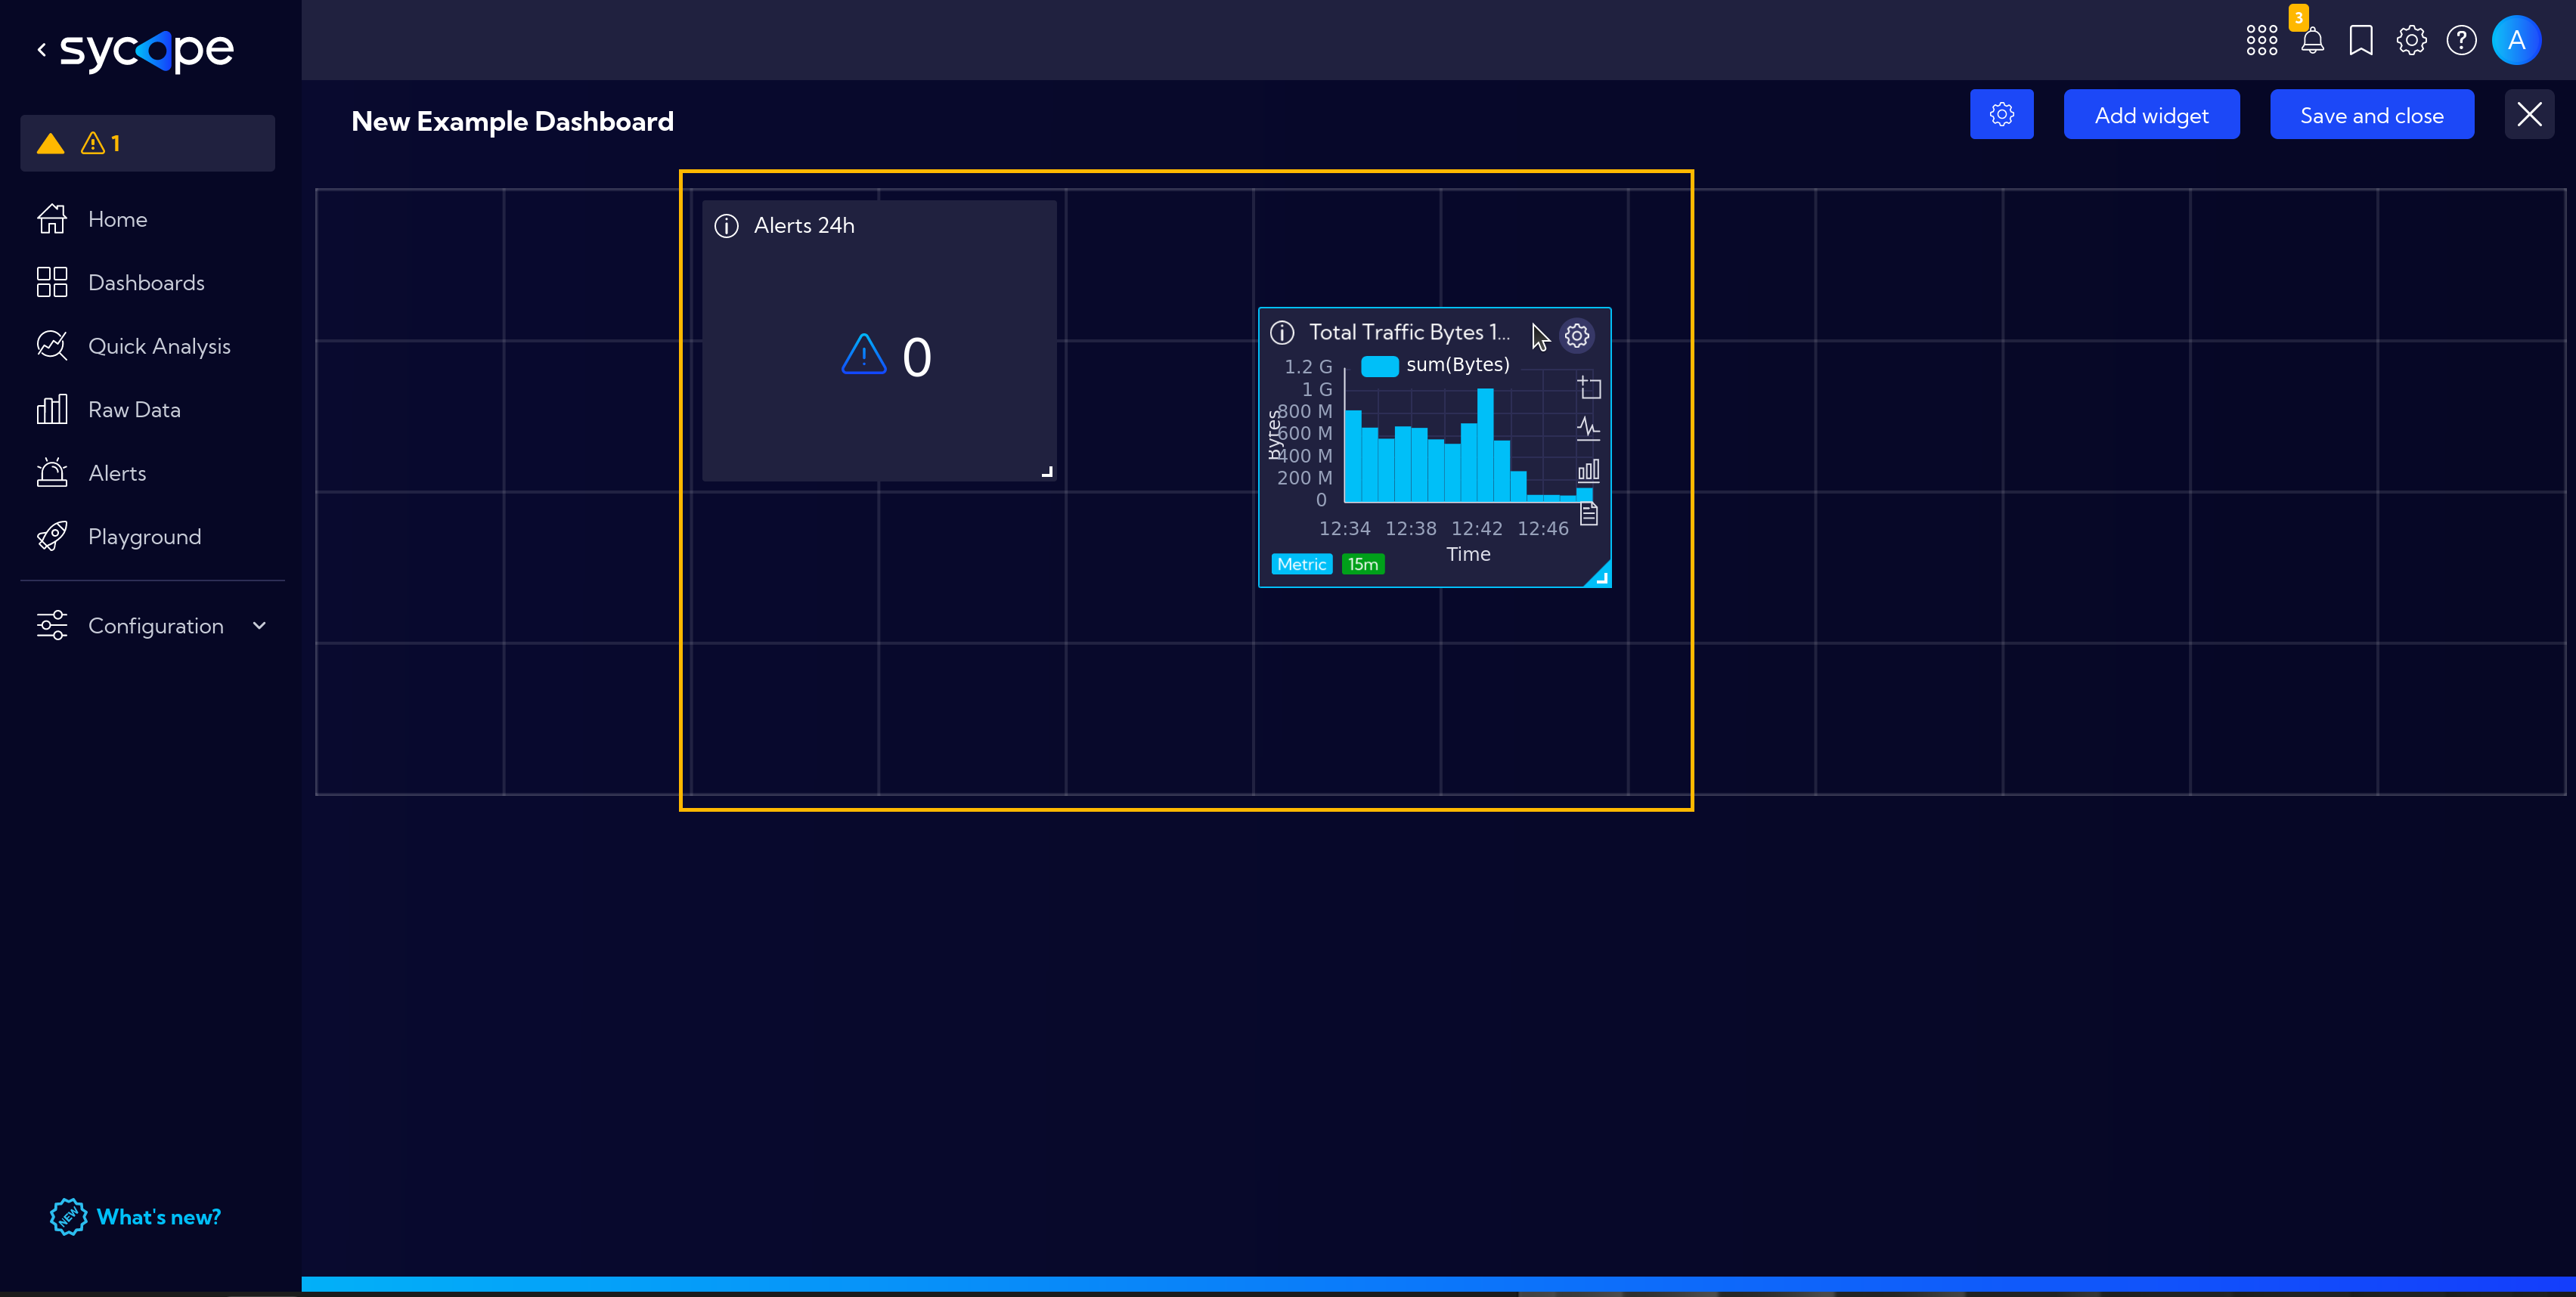 sycope
3
A
New Example Dashboard
Add widget
Save and close
1
Home
Dashboards
Quick Analysis
Raw Data
Alerts
Playground
Configuration
Alerts 24h
0
Total Traffic Bytes 1...
sum(Bytes)
1.2 G
1 G
800 M
600 M
400 M
200 M
0
Bytes
12:34 12:38 12:42 12:46
Time
Metric 15m
NEW What's new?